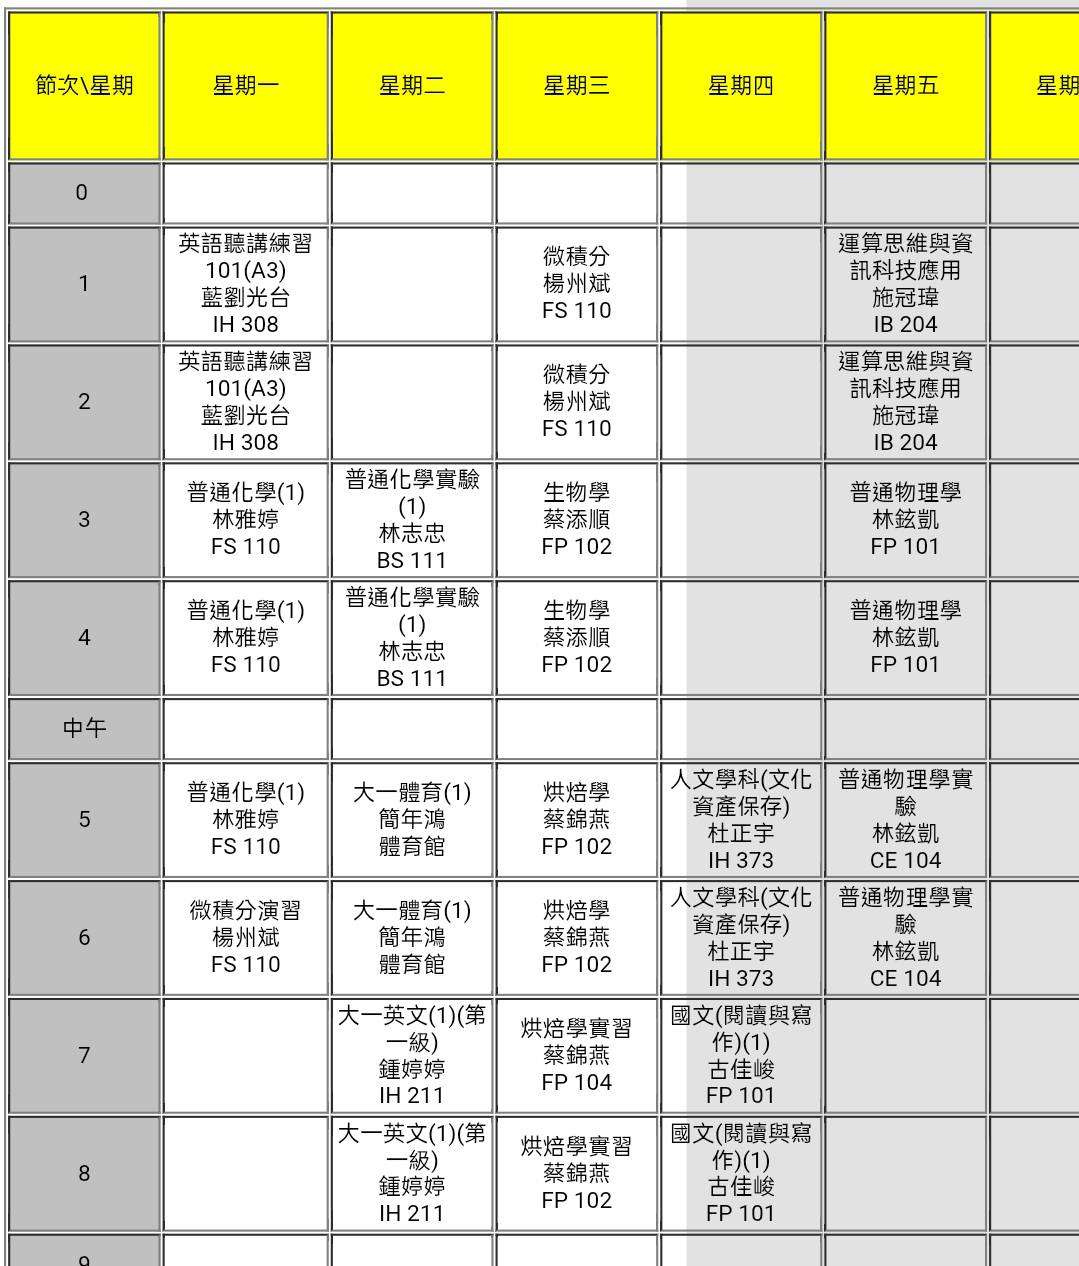 節次\星期 星期一 星期二 星期三 星期四 星期五 星期
0
1
英語聽講練習
101(A3)
藍劉光台
IH 308
微積分
楊州斌
FS 110
運算思維與資
訊科技應用
施冠瑋
IB 204
2
英語聽講練習
101(A3)
藍劉光台
IH 308
微積分
楊州斌
FS 110
運算思維與資
訊科技應用
施冠瑋
IB 204
3
普通化學(1)
林雅婷
FS 110
普通化學實驗
(1)
林志忠
BS 111
生物學
蔡添順
FP 102
普通物理學
林鉉凱
FP 101
4
普通化學(1)
林雅婷
FS 110
普通化學實驗
(1)
林志忠
BS 111
生物學
蔡添順
FP 102
普通物理學
林鉉凱
FP 101
中午
5
普通化學(1)
林雅婷
FS 110
大一體育(1)
簡年鴻
體育館
烘焙學
蔡錦燕
FP 102
人文學科(文化
資產保存)
杜正宇
IH 373
普通物理學實
驗
林鉉凱
CE 104
6
微積分演習
楊州斌
FS 110
大一體育(1)
簡年鴻
體育館
烘焙學
蔡錦燕
FP 102
人文學科(文化
資產保存)
杜正宇
IH 373
普通物理學實
驗
林鉉凱
CE 104
7
大一英文(1)(第
一級)
鍾婷婷
IH 211
烘焙學實習
蔡錦燕
FP 104
國文(閱讀與寫
作)(1)
古佳峻
FP 101
8
大一英文(1)(第
一級)
鍾婷婷
IH 211
烘焙學實習
蔡錦燕
FP 102
國文(閱讀與寫
作)(1)
古佳峻
FP 101
9